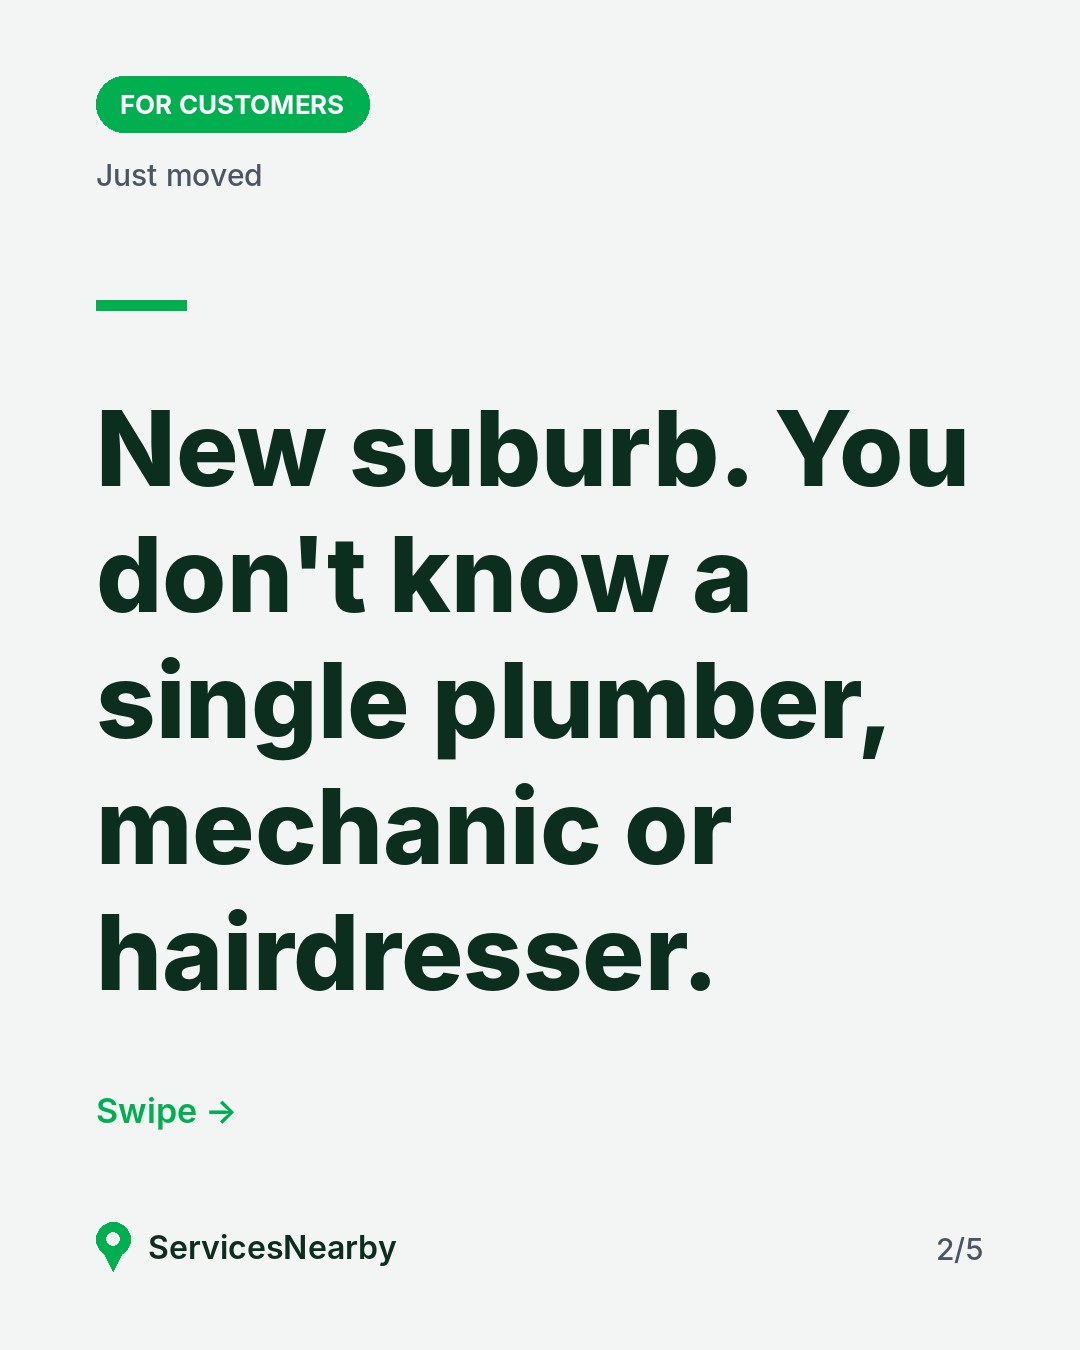 FOR CUSTOMERS
Just moved
New suburb. You
don't know a
single plumber,
mechanic or
hairdresser.
Swipe →
ServicesNearby
2/5